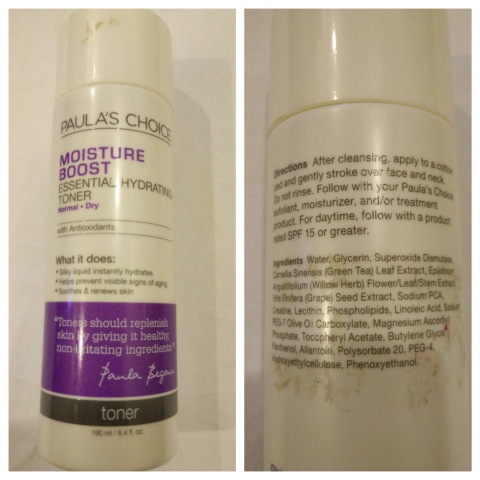 PAULA'S CHOICE
MOISTURE
BOOST
ESSENTIAL HYDRATING
TONER
Normal • Dry
with Antioxidants
What it does:
• Silky liquid instantly hydrates
• Helps prevent visible signs of aging
• Soothes & renews skin
"Toners should replenish
skin by giving it healthy,
non-irritating ingredients"
Paula Begoun
toner
190 ml / 6.4 fl. oz.
Directions After cleansing, apply to a cotton
pad and gently stroke over face and neck.
Do not rinse. Follow with your Paula's Choice
exfoliant, moisturizer, and/or treatment
product. For daytime, follow with a product
rated SPF 15 or greater.
Ingredients Water, Glycerin, Superoxide Dismutase,
Camellia Sinensis (Green Tea) Leaf Extract, Epilobium
Angustifolium (Willow Herb) Flower/Leaf/Stem Extract,
Vitis Vinifera (Grape) Seed Extract, Sodium PCA,
Creatine, Lecithin, Phospholipids, Linoleic Acid, Sodium
PEG-7 Olive Oil Carboxylate, Magnesium Ascorbyl
Phosphate, Tocopheryl Acetate, Butylene Glycol,
Panthenol, Allantoin, Polysorbate 20, PEG-4,
Hydroxyethylcellulose, Phenoxyethanol.